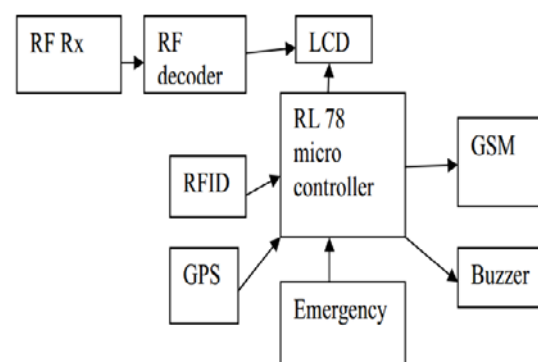 RF Rx
RF
decoder
LCD
RL 78
micro
controller
GSM
RFID
GPS
Buzzer
Emergency